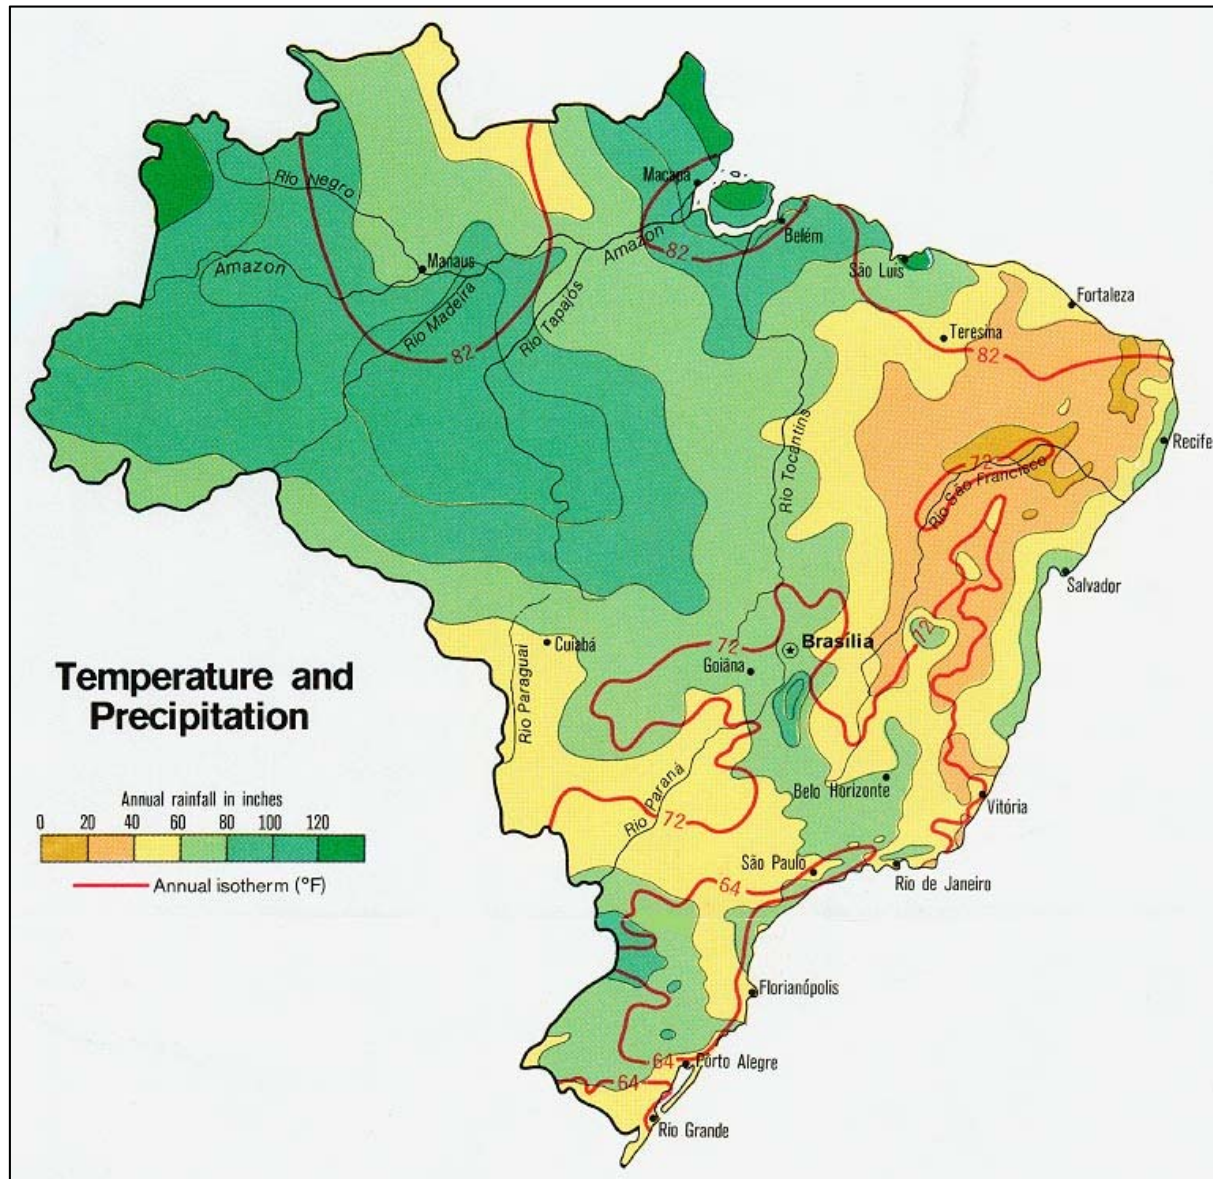 Rio Negro
Macapá
Amazon
82
Belém
Manaus
Amazon
São Luis
Rio Madeira
Rio Tapajós
82
Fortaleza
Teresina
82
Rio Tocantins
Recife
72
Rio São Francisco
Salvador
72
Brasília
72
Cuiabá
Goiâna
Rio Paraguai
Temperature and
Precipitation
Rio Paraná
Belo Horizonte
Annual rainfall in inches
0 20 40 60 80 100 120
Vitória
72
São Paulo
Rio de Janeiro
Annual isotherm (°F)
64
Florianópolis
64
Pôrto Alegre
64
Rio Grande